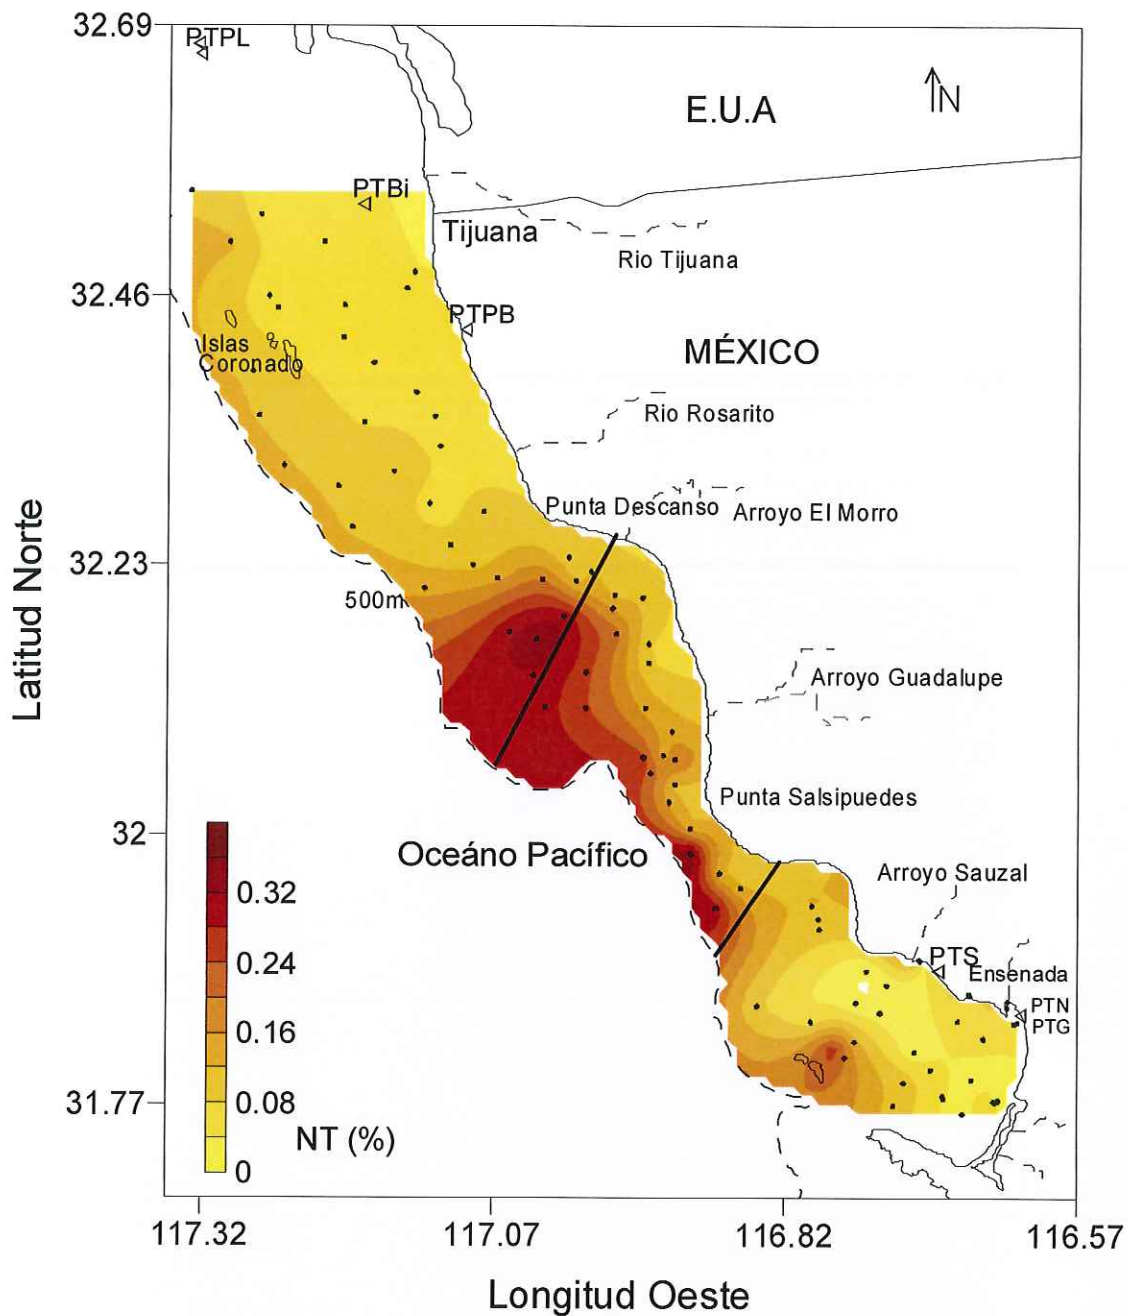 32.69
PTPL
E.U.A
N
PTBi
Tijuana
Rio Tijuana
32.46
PTPB
Islas
Coronado
MÉXICO
Rio Rosarito
Punta Descanso
Arroyo El Morro
Latitud Norte
32.23
500m
Arroyo Guadalupe
Punta Salsipuedes
32
Oceáno Pacífico
Arroyo Sauzal
0.32
PTS
0.24
Ensenada
PTN
0.16
PTG
31.77
0.08
NT (%)
0
117.32
117.07
116.82
116.57
Longitud Oeste